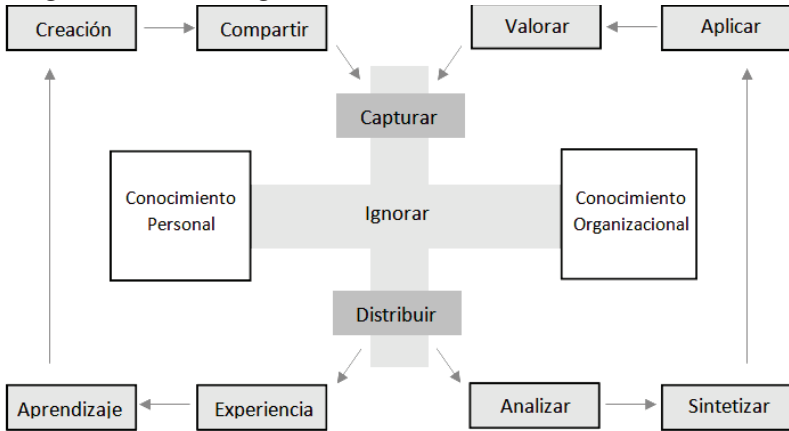 Creación
Compartir
Valorar
Aplicar
Capturar
Conocimiento
Personal
Ignorar
Conocimiento
Organizacional
Distribuir
Aprendizaje
Experiencia
Analizar
Sintetizar